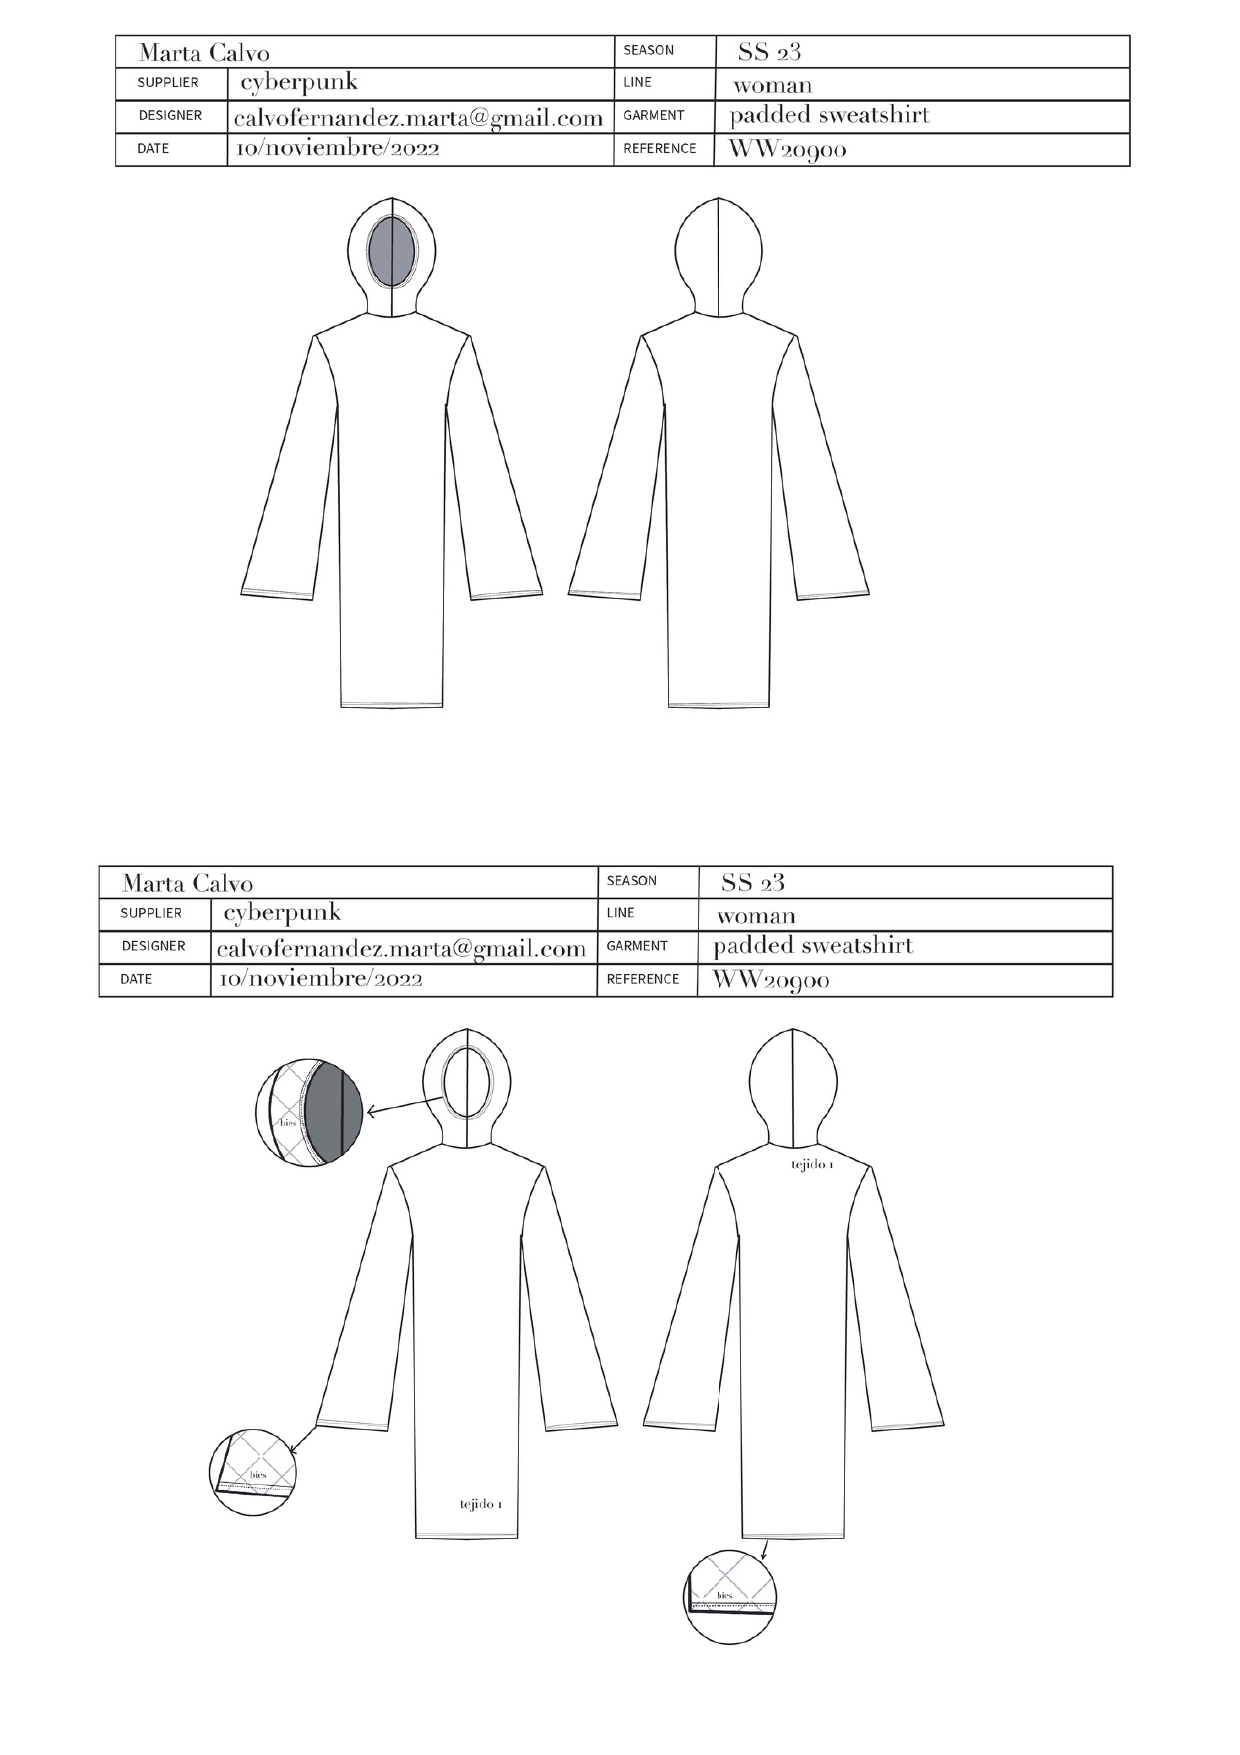 Marta Calvo SEASON SS 23
SUPPLIER cyberpunk LINE woman
DESIGNER calvofernandez.marta@gmail.com GARMENT padded sweatshirt
DATE 10/noviembre/2022 REFERENCE WW20900
Marta Calvo SEASON SS 23
SUPPLIER cyberpunk LINE woman
DESIGNER calvofernandez.marta@gmail.com GARMENT padded sweatshirt
DATE 10/noviembre/2022 REFERENCE WW20900
bies
tejido 1
bies
tejido 1
bies